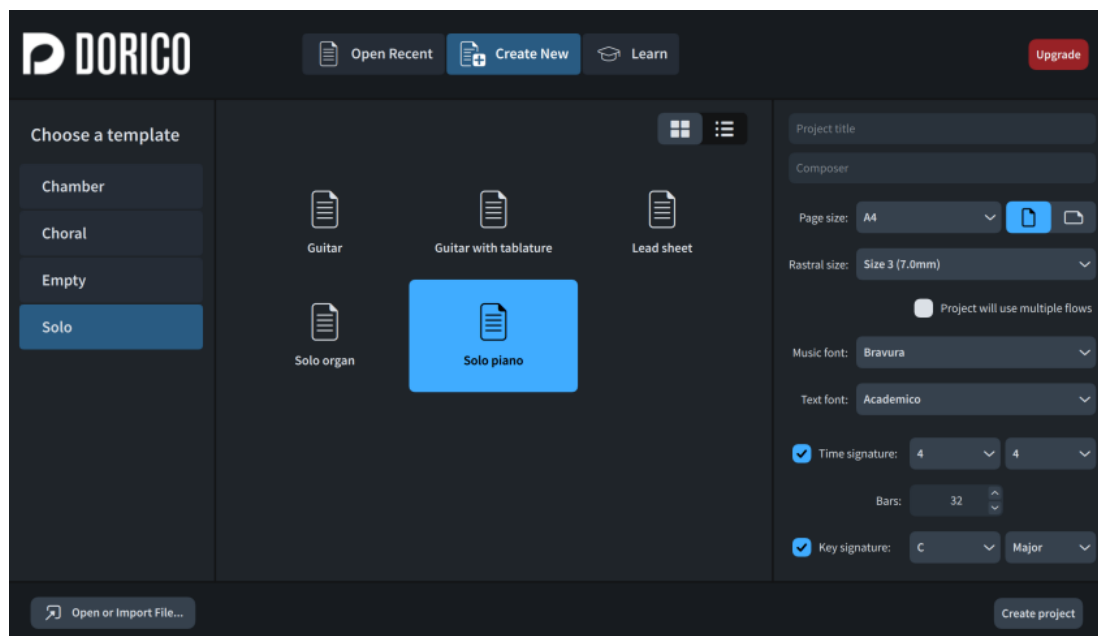 DORICO
Open Recent
Create New
Learn
Upgrade
Choose a template
Chamber
Choral
Empty
Solo
Guitar
Guitar with tablature
Lead sheet
Solo organ
Solo piano
Project title
Composer
Page size: A4
Rastral size: Size 3 (7.0mm)
Project will use multiple flows
Music font: Bravura
Text font: Academico
Time signature: 4 4
Bars: 32
Key signature: C Major
Open or Import File...
Create project